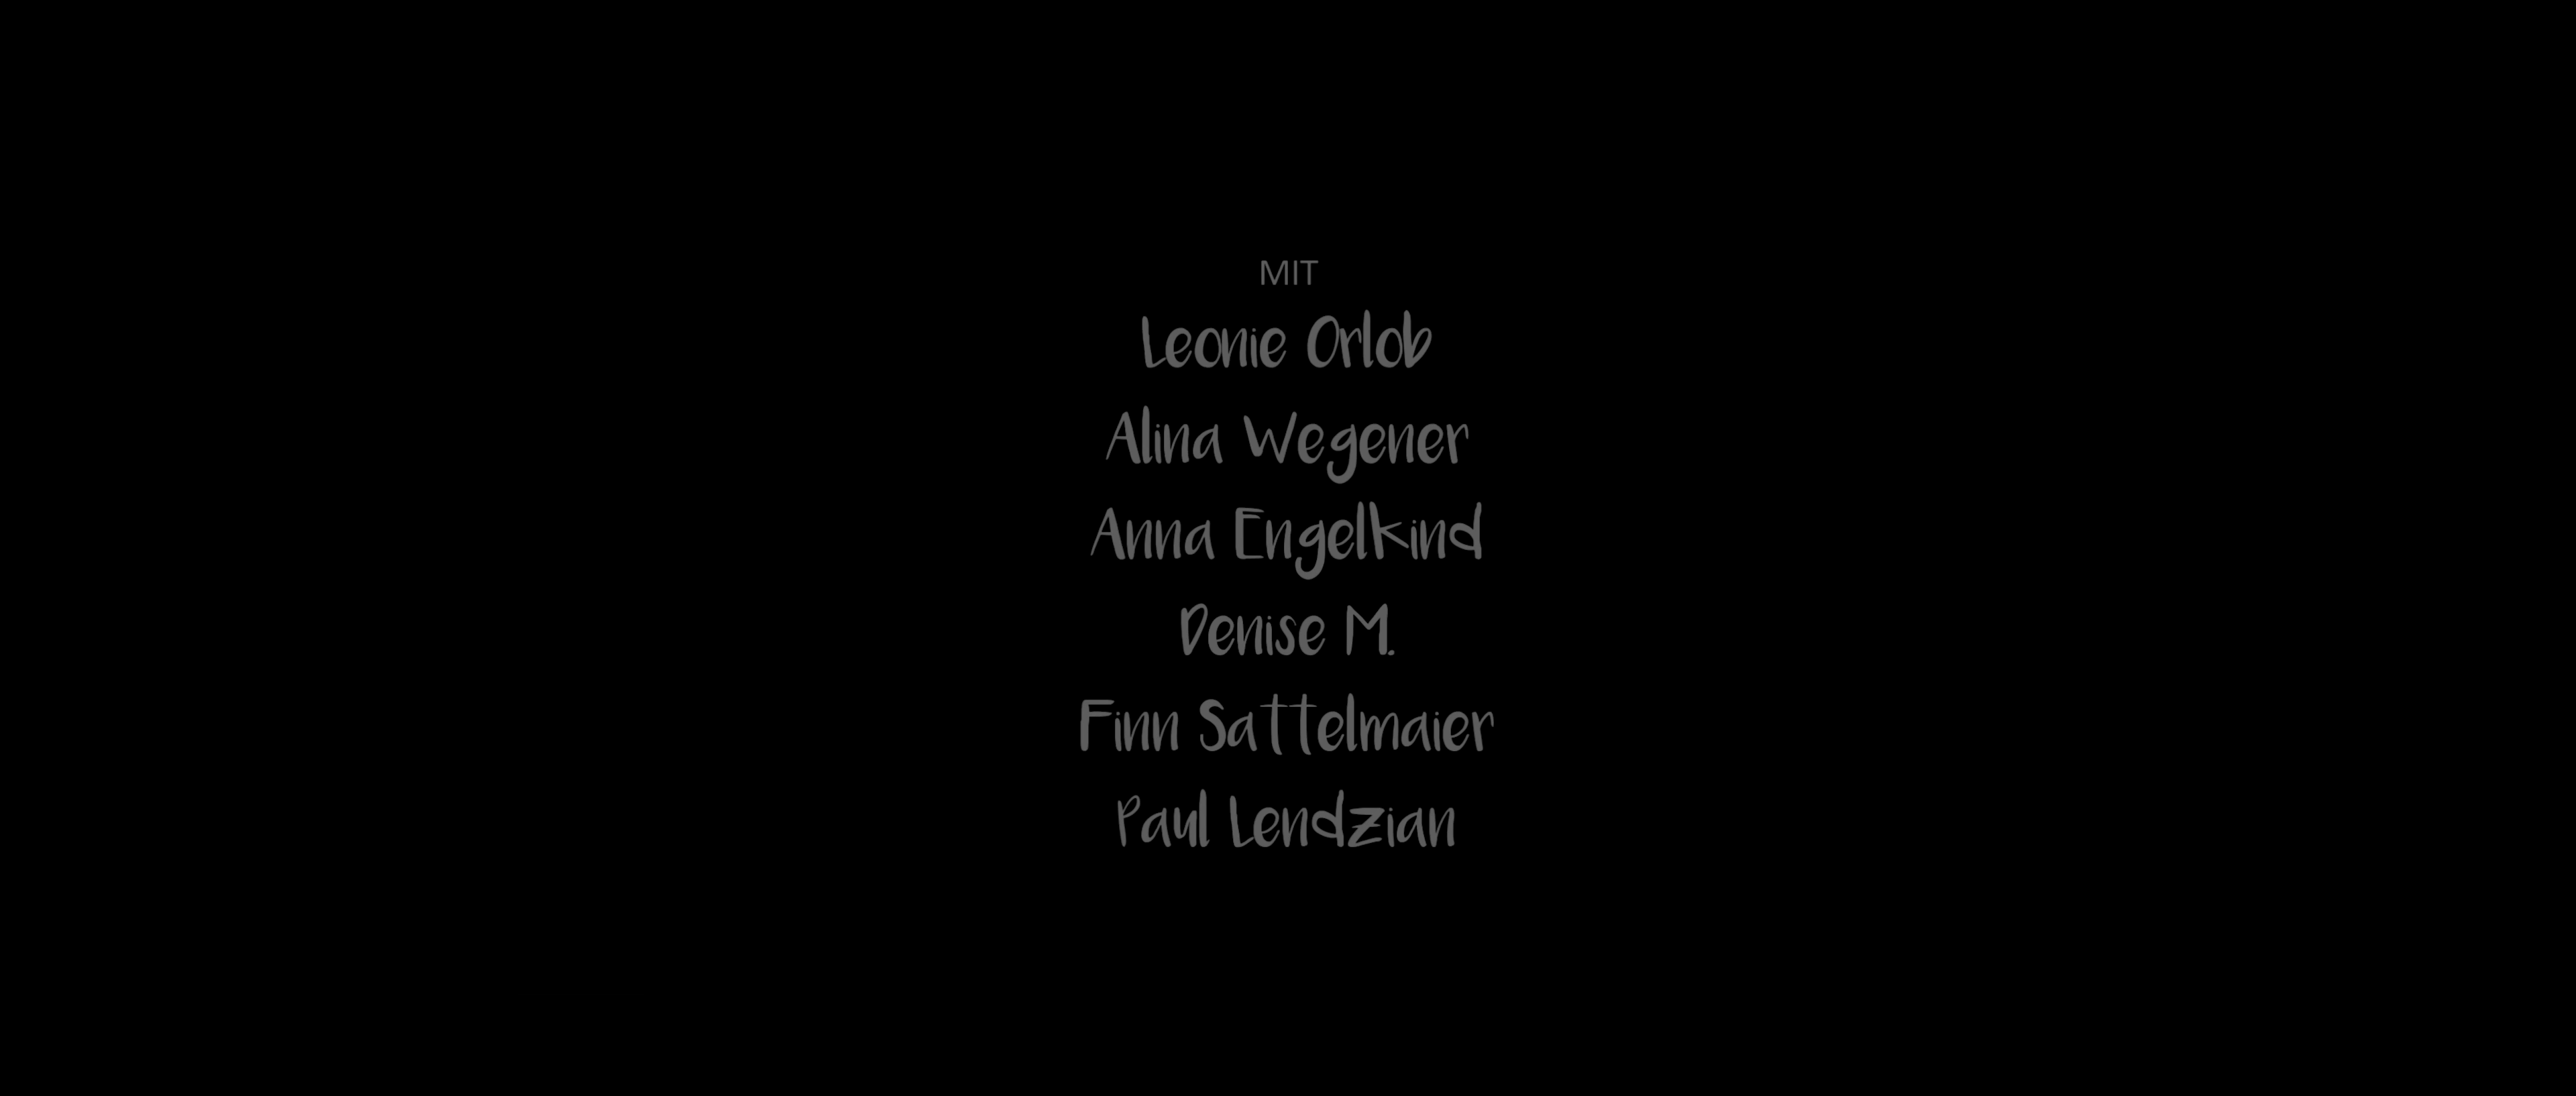 MIT
Leonie Orlob
Alina Wegener
Anna Engelkind
Denise M.
Finn Sattelmaier
Paul Lendzian